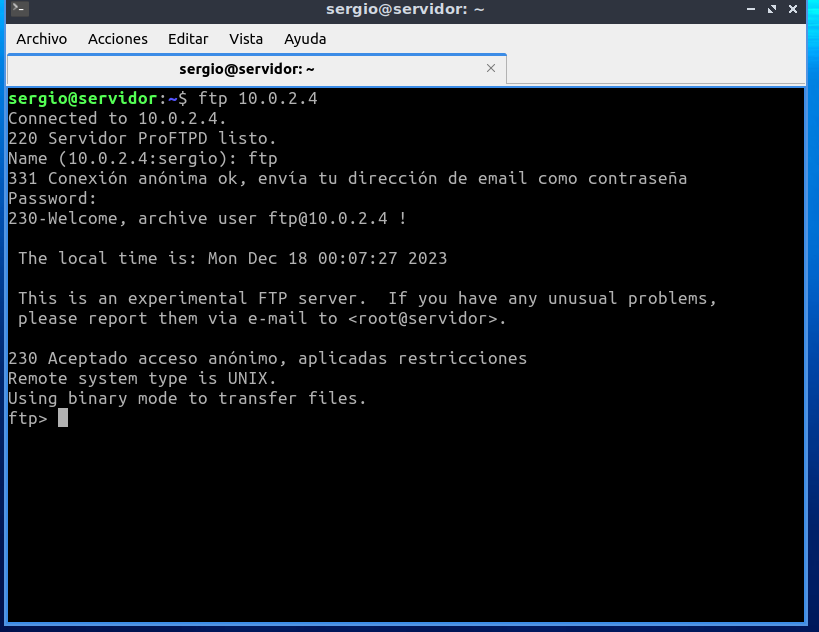 sergio@servidor: ~
Archivo Acciones Editar Vista Ayuda
sergio@servidor: ~
sergio@servidor:~$ ftp 10.0.2.4
Connected to 10.0.2.4.
220 Servidor ProFTPD listo.
Name (10.0.2.4:sergio): ftp
331 Conexión anónima ok, envía tu dirección de email como contraseña
Password:
230-Welcome, archive user ftp@10.0.2.4 !
The local time is: Mon Dec 18 00:07:27 2023
This is an experimental FTP server.  If you have any unusual problems,
please report them via e-mail to <root@servidor>.
230 Aceptado acceso anónimo, aplicadas restricciones
Remote system type is UNIX.
Using binary mode to transfer files.
ftp>